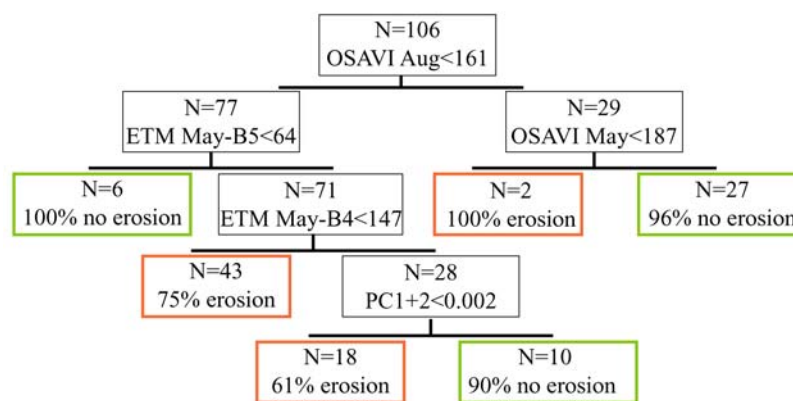 N=106
OSAVI Aug<161
N=77
ETM May-B5<64
N=29
OSAVI May<187
N=6
100% no erosion
N=71
ETM May-B4<147
N=2
100% erosion
N=27
96% no erosion
N=43
75% erosion
N=28
PC1+2<0.002
N=18
61% erosion
N=10
90% no erosion